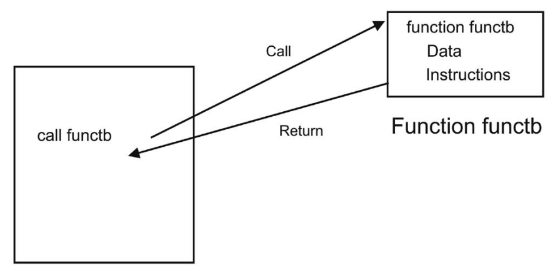 function functb
Data
Instructions
Call
call functb
Return
Function functb